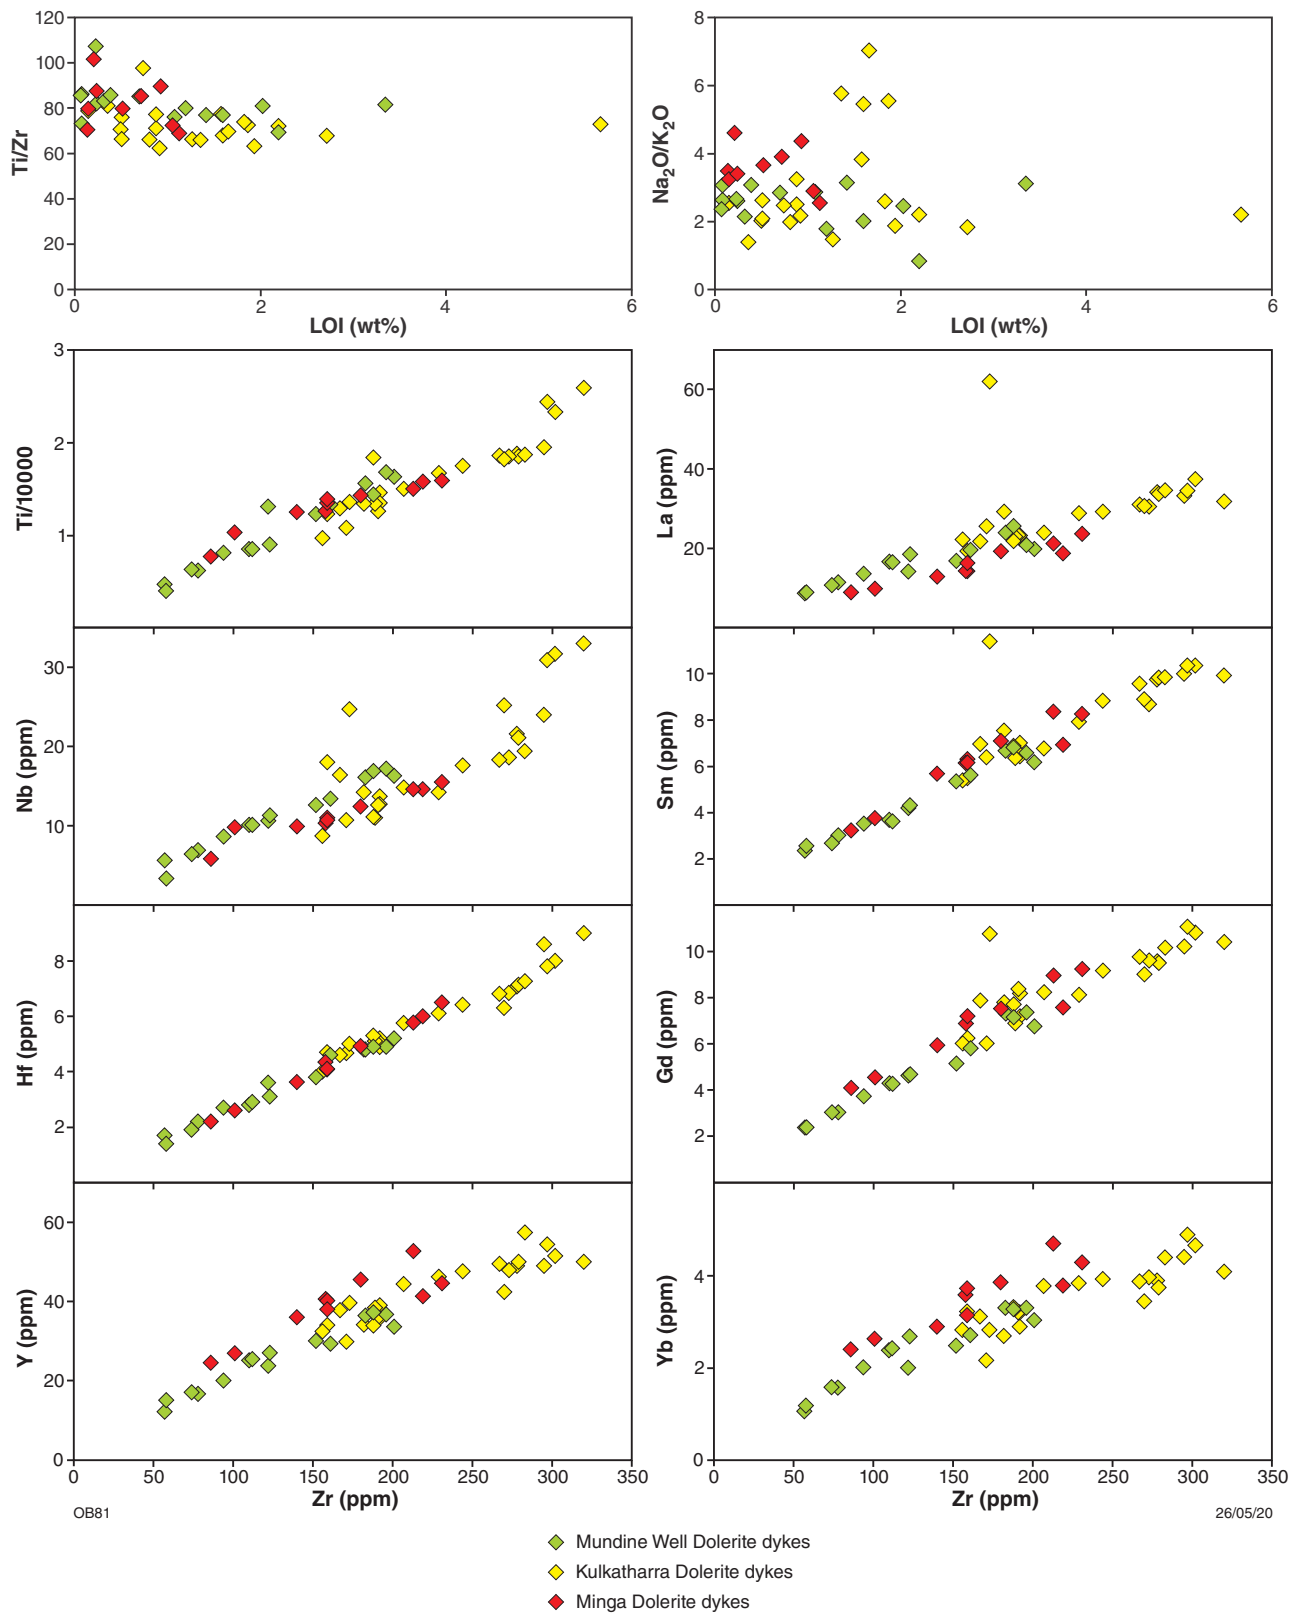 120
100
80
60
40
20
0
Ti/Zr
0 2 4 6
LOI (wt%)
8
6
4
2
0
Na2O/K2O
0 2 4 6
LOI (wt%)
3
2
1
Ti/10000
60
40
20
La (ppm)
30
20
10
Nb (ppm)
10
8
6
4
2
Sm (ppm)
8
6
4
2
Hf (ppm)
10
8
6
4
2
Gd (ppm)
60
40
20
0
Y (ppm)
0 50 100 150 200 250 300 350
Zr (ppm)
4
2
0
Yb (ppm)
0 50 100 150 200 250 300 350
Zr (ppm)
OB81
26/05/20
Mundine Well Dolerite dykes
Kulkatharra Dolerite dykes
Minga Dolerite dykes